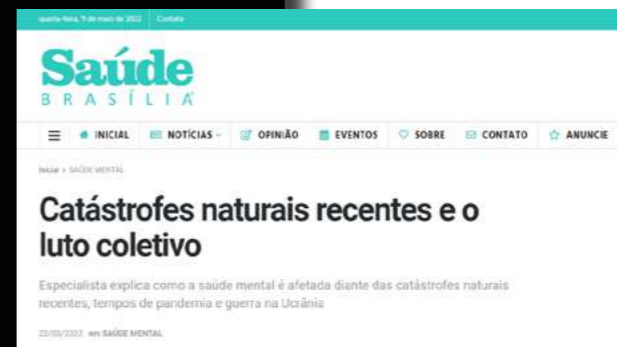 quarta-feira, 11 de maio de 2022 Contato
Saúde
BRASÍLIA
INICIAL NOTÍCIAS OPINIÃO EVENTOS SOBRE CONTATO ANUNCIE
Inicial > SAÚDE MENTAL
Catástrofes naturais recentes e o
luto coletivo
Especialista explica como a saúde mental é afetada diante das catástrofes naturais
recentes, tempos de pandemia e guerra na Ucrânia
em SAÚDE MENTAL